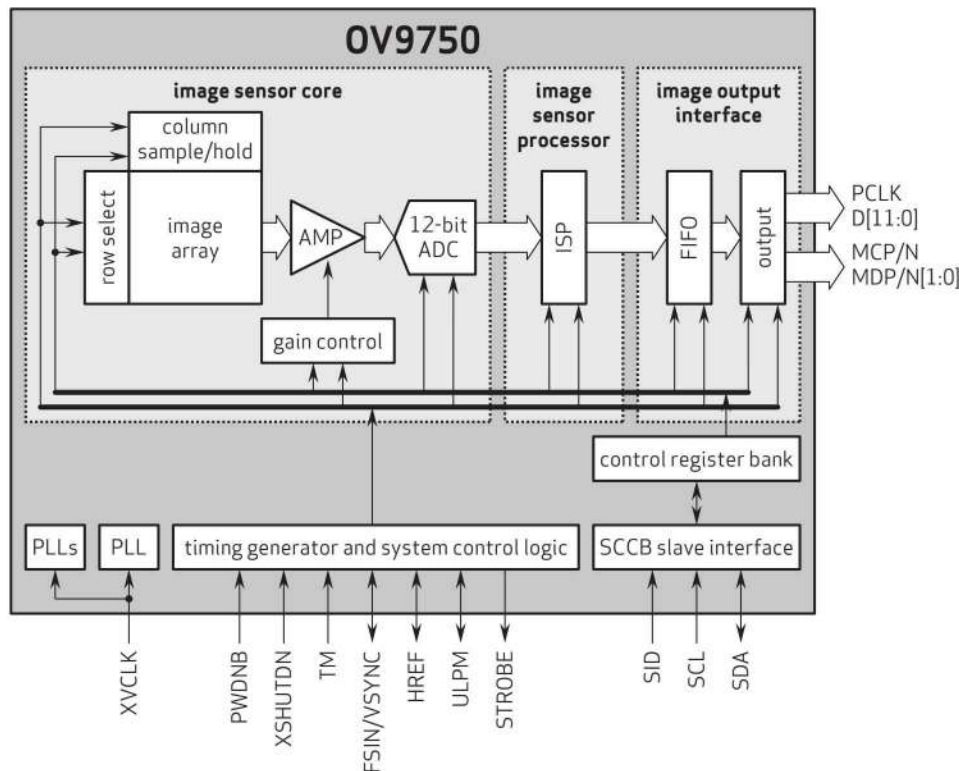 OV9750
image sensor core
image
sensor
processor
image output
interface
column
sample/hold
row select
image
array
AMP
12-bit
ADC
ISP
FIFO
output
PCLK
D[11:0]
MCP/N
MDP/N[1:0]
gain control
control register bank
PLLs
PLL
timing generator and system control logic
SCCB slave interface
XVCLK
PWDNB
XSHUTDN
TM
FSIN/VSYNC
HREF
ULPM
STROBE
SID
SCL
SDA